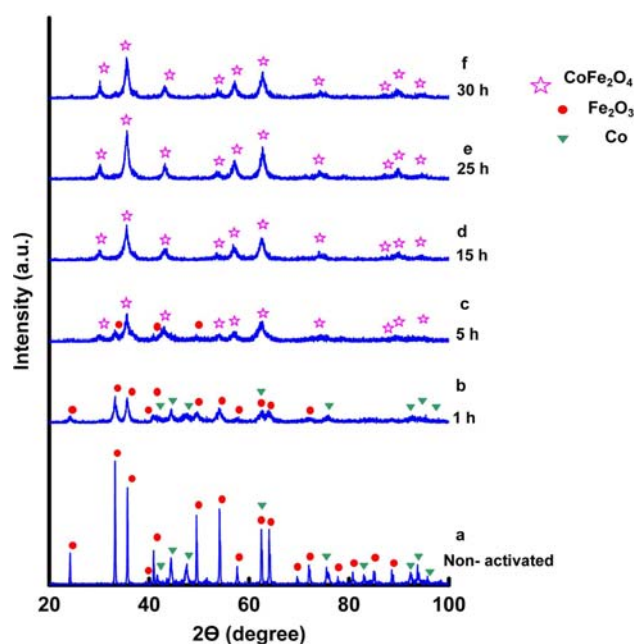 f
30 h
e
25 h
d
15 h
c
5 h
b
1 h
a
Non- activated
CoFe₂O₄
Fe₂O₃
Co
Intensity (a.u.)
20 40 60 80 100
2Θ (degree)